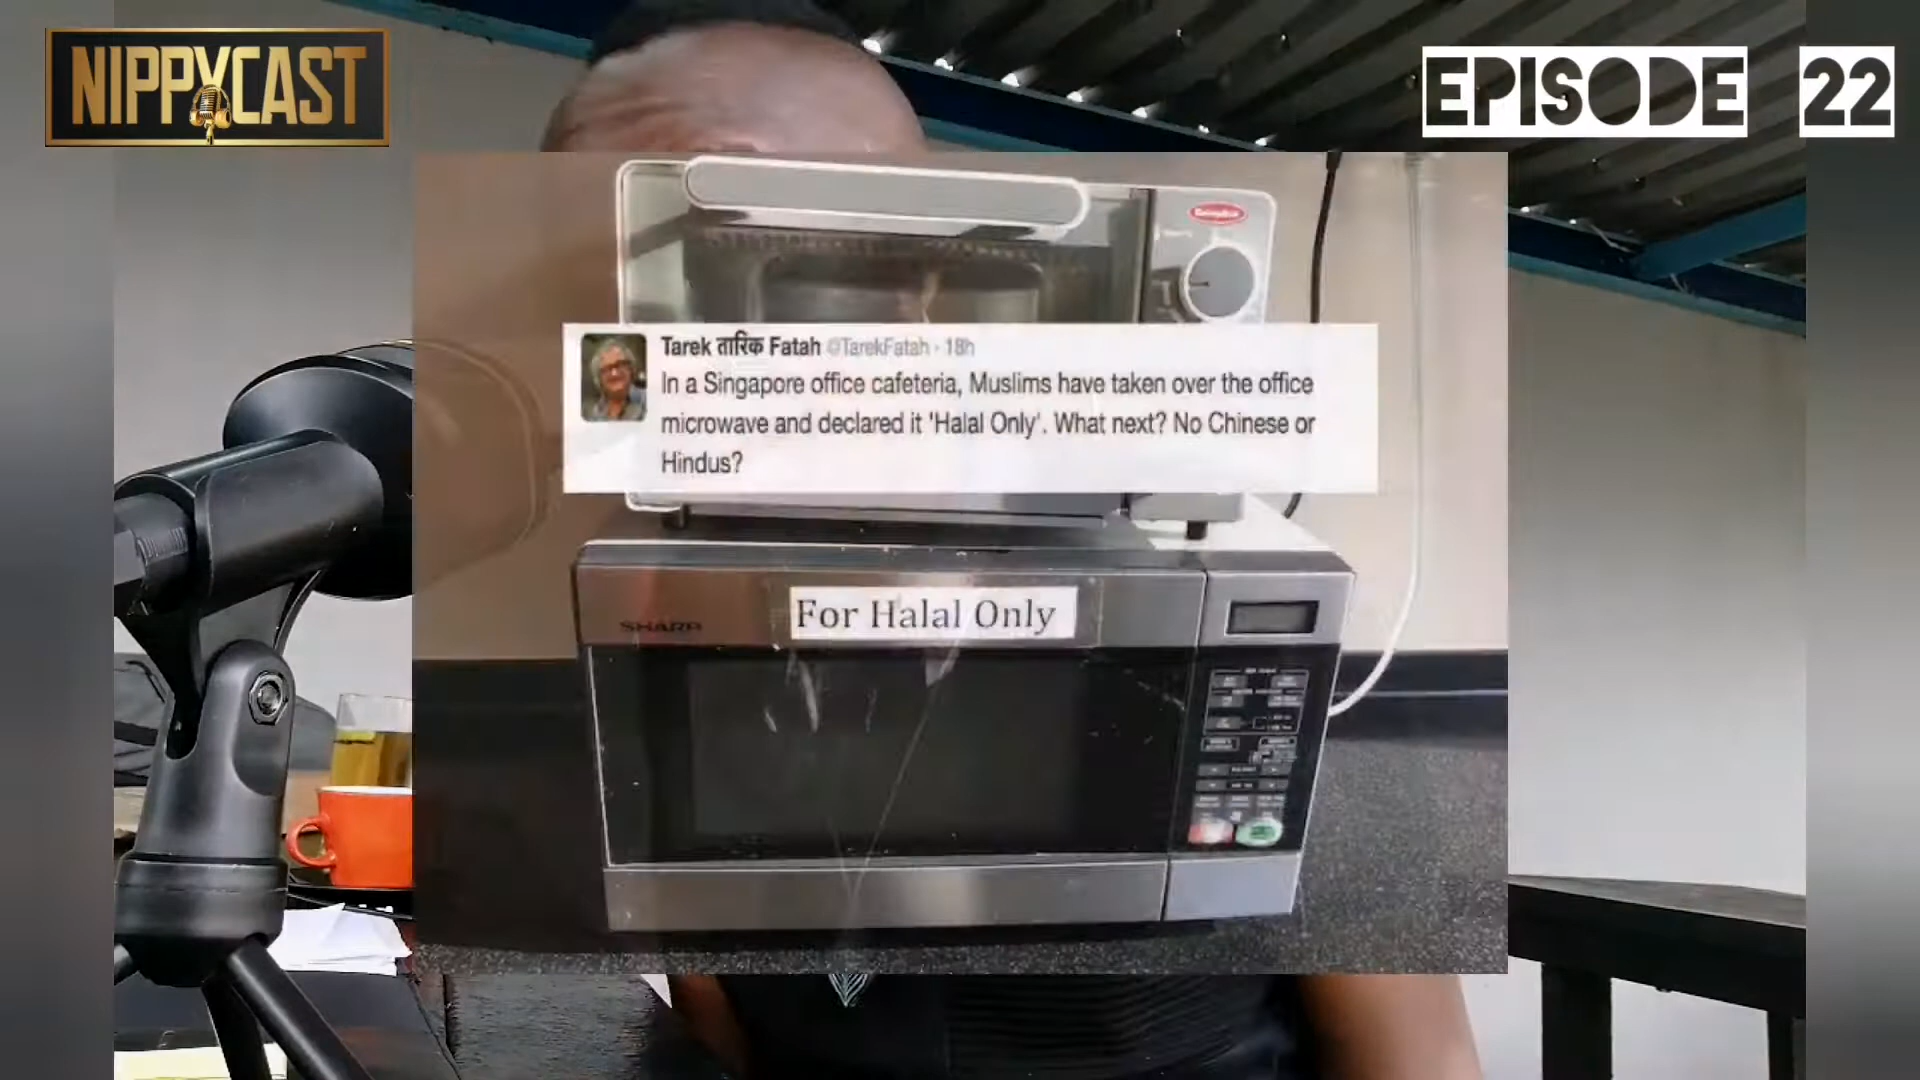 NIPPYCAST
EPISODE 22
Tarek तारिक Fatah @TarekFatah · 18h
In a Singapore office cafeteria, Muslims have taken over the office
microwave and declared it 'Halal Only'. What next? No Chinese or
Hindus?
For Halal Only
SHARP